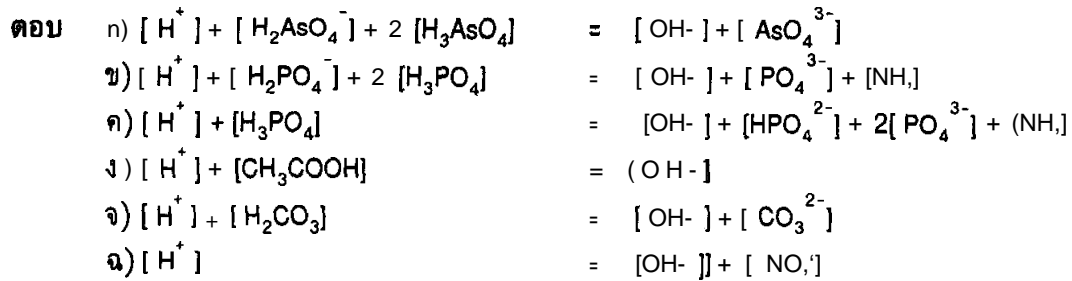 ตอบ ก) [ H⁺ ] + [ H₂AsO₄⁻ ] + 2 [H₃AsO₄] = [ OH- ] + [ AsO₄³⁻]
ข) [ H⁺ ] + [ H₂PO₄⁻ ] + 2 [H₃PO₄] = [ OH- ] + [ PO₄³⁻] + [NH,]
ค) [ H⁺ ] + [H₃PO₄] = [OH- ] + [HPO₄²⁻] + 2[ PO₄³⁻] + (NH,]
ง ) [ H⁺ ] + [CH₃COOH] = ( O H - ]
จ) [ H⁺ ] + [ H₂CO₃] = [ OH- ] + [ CO₃²⁻]
ฉ) [ H⁺ ] = [OH- ]] + [ NO,‘]